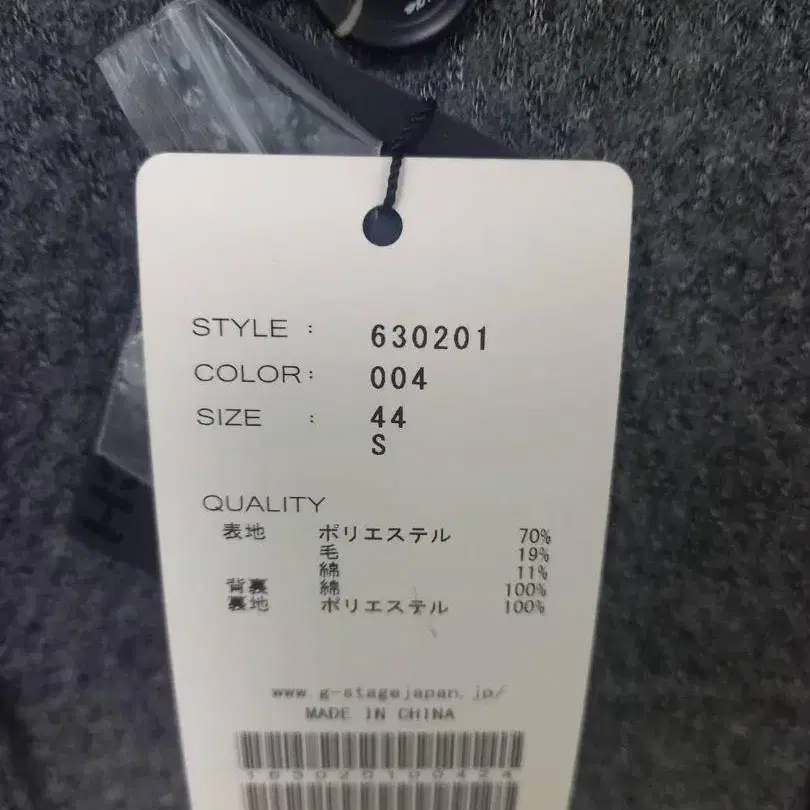 STYLE : 630201
COLOR: 004
SIZE : 44
S
QUALITY
表地 ポリエステル 70%
毛 19%
綿 11%
背裏 綿 100%
裏地 ポリエステル 100%
www.g-stagejapan.jp/
MADE IN CHINA
163020100424